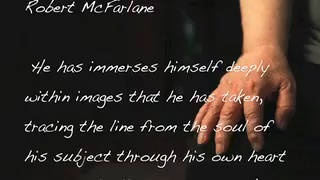 Robert McFarlane
He has immerses himself deeply
within images that he has taken,
tracing the line from the soul of
his subject through his own heart